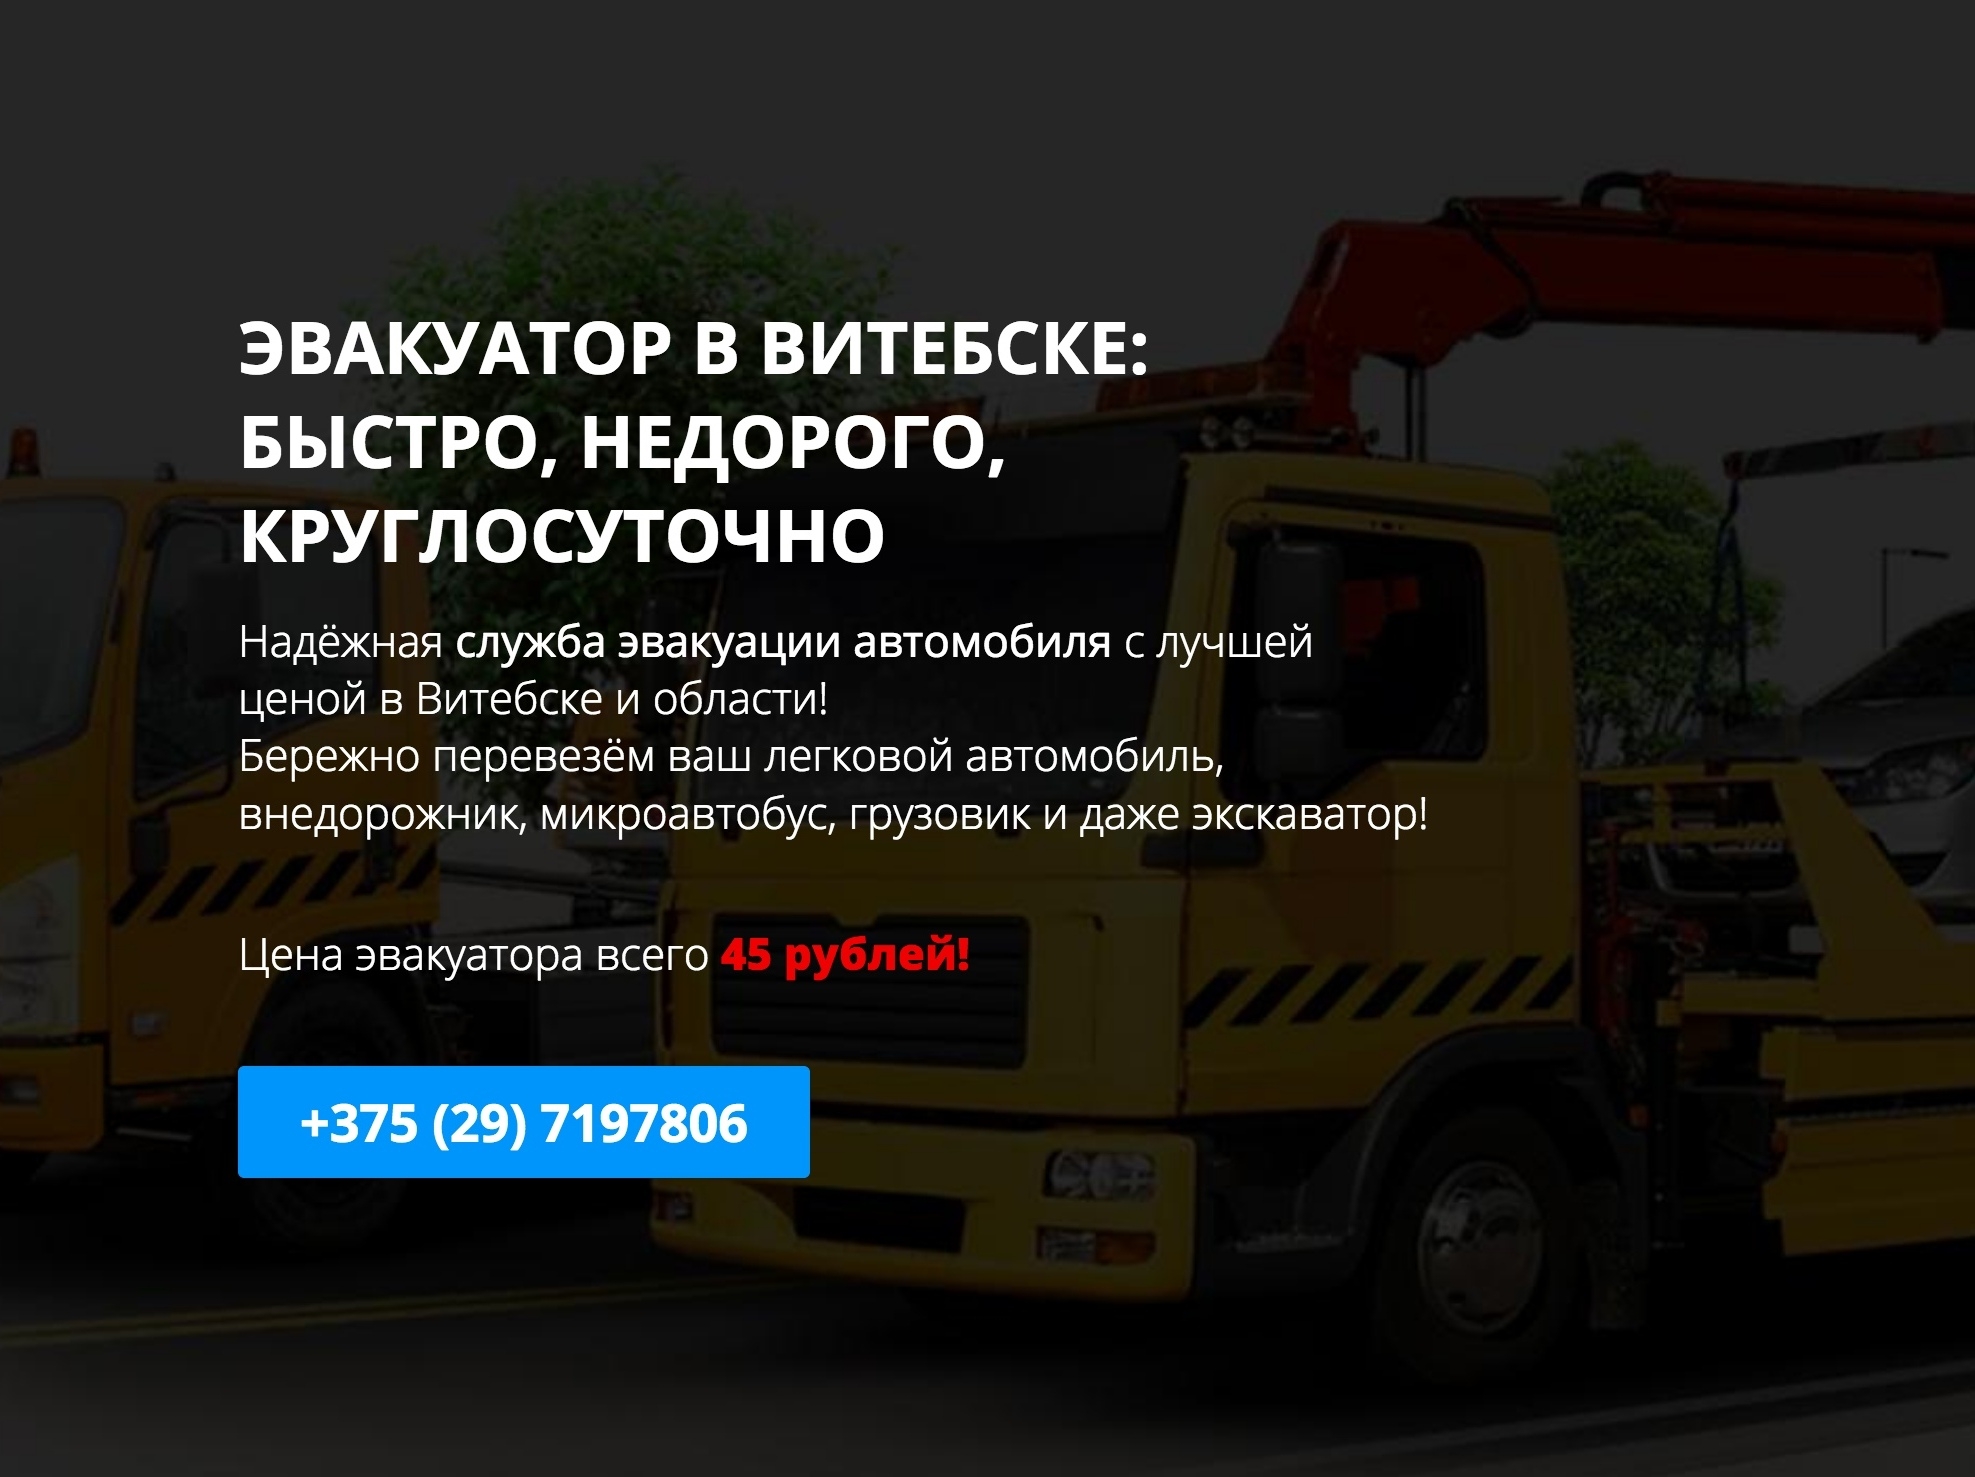 ЭВАКУАТОР В ВИТЕБСКЕ:
БЫСТРО, НЕДОРОГО,
КРУГЛОСУТОЧНО
Надёжная служба эвакуации автомобиля с лучшей
ценой в Витебске и области!
Бережно перевезём ваш легковой автомобиль,
внедорожник, микроавтобус, грузовик и даже экскаватор!
Цена эвакуатора всего 45 рублей!
+375 (29) 7197806